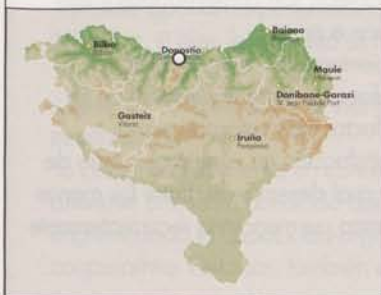 Bilbo
Donostia
Baiona
Maule
Donibane-Garazi
St. Jean Pied de Port
Gasteiz
Vitoria
Iruña
Pamplona